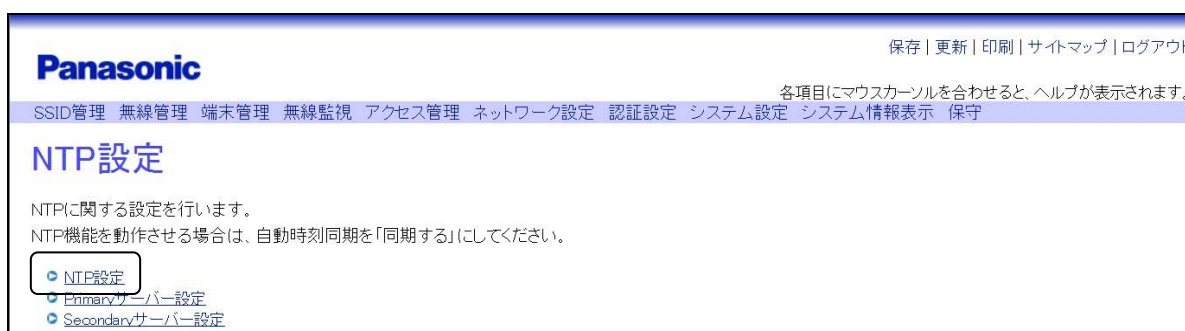 保存 | 更新 | 印刷 | サイトマップ | ログアウト
Panasonic
各項目にマウスカーソルを合わせると、ヘルプが表示されます。
SSID管理 無線管理 端末管理 無線監視 アクセス管理 ネットワーク設定 認証設定 システム設定 システム情報表示 保守
NTP設定
NTPに関する設定を行います。
NTP機能を動作させる場合は、自動時刻同期を「同期する」にしてください。
NTP設定
Primaryサーバー設定
Secondaryサーバー設定